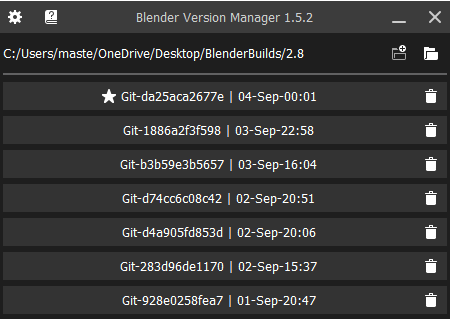 Blender Version Manager 1.5.2
C:/Users/maste/OneDrive/Desktop/BlenderBuilds/2.8
Git-da25aca2677e | 04-Sep-00:01
Git-1886a2f3f598 | 03-Sep-22:58
Git-b3b59e3b5657 | 03-Sep-16:04
Git-d74cc6c08c42 | 02-Sep-20:51
Git-d4a905fd853d | 02-Sep-20:06
Git-283d96de1170 | 02-Sep-15:37
Git-928e0258fea7 | 01-Sep-20:47